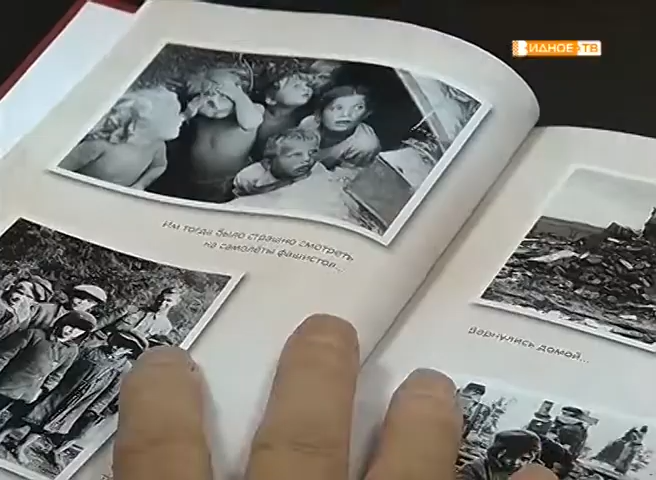 ВИДНОЕ ТВ
Им тогда было страшно смотреть
на самолёты фашистов...
Вернулись домой...